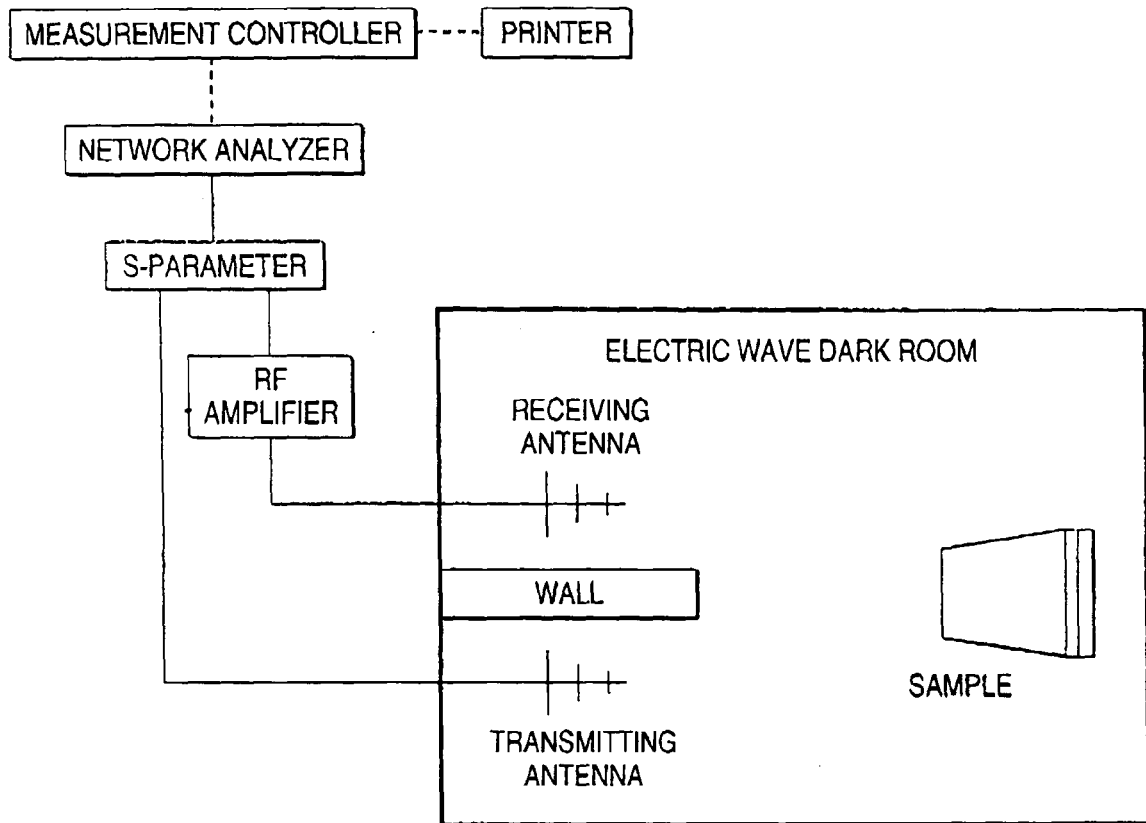 MEASUREMENT CONTROLLER
PRINTER
NETWORK ANALYZER
S-PARAMETER
RF
AMPLIFIER
ELECTRIC WAVE DARK ROOM
RECEIVING
ANTENNA
WALL
SAMPLE
TRANSMITTING
ANTENNA